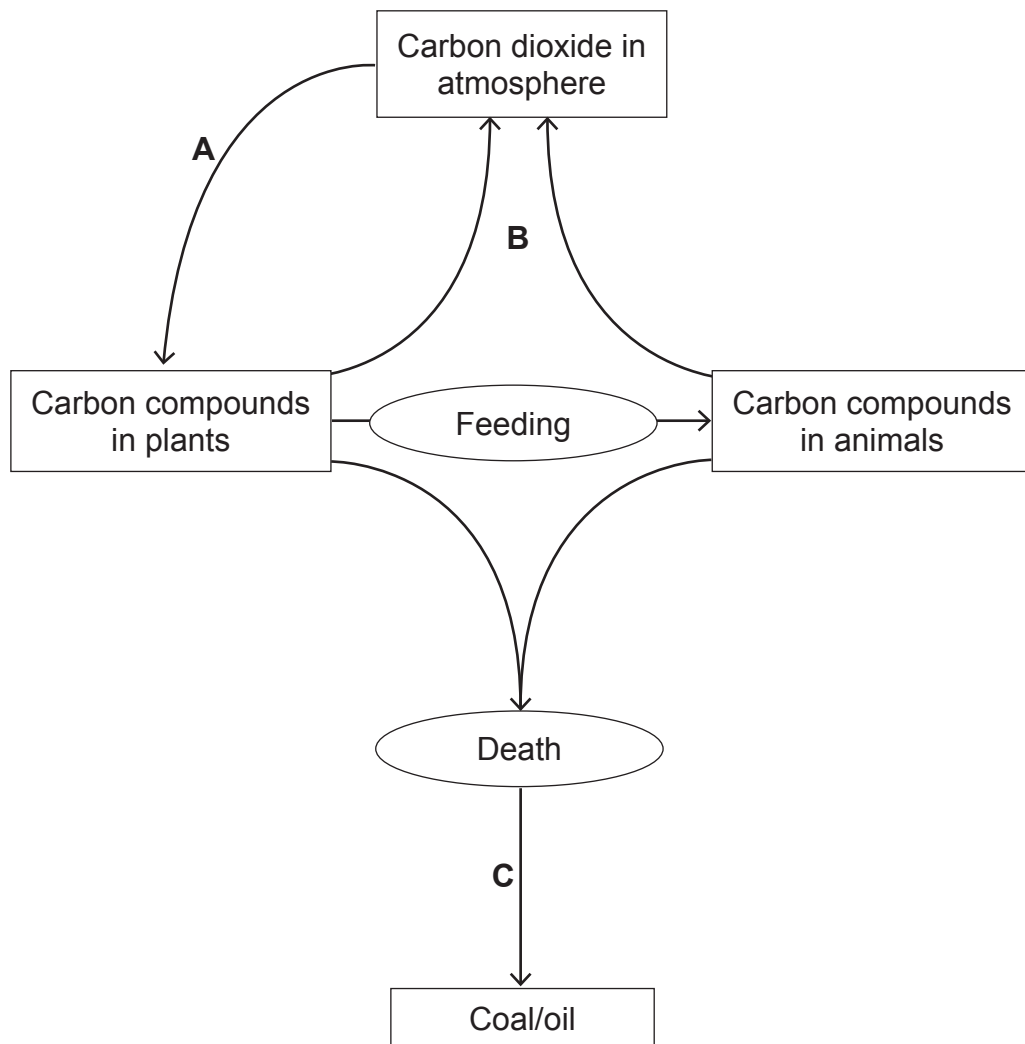 Carbon dioxide in
atmosphere
A
B
Carbon compounds
in plants
Feeding
Carbon compounds
in animals
Death
C
Coal/oil